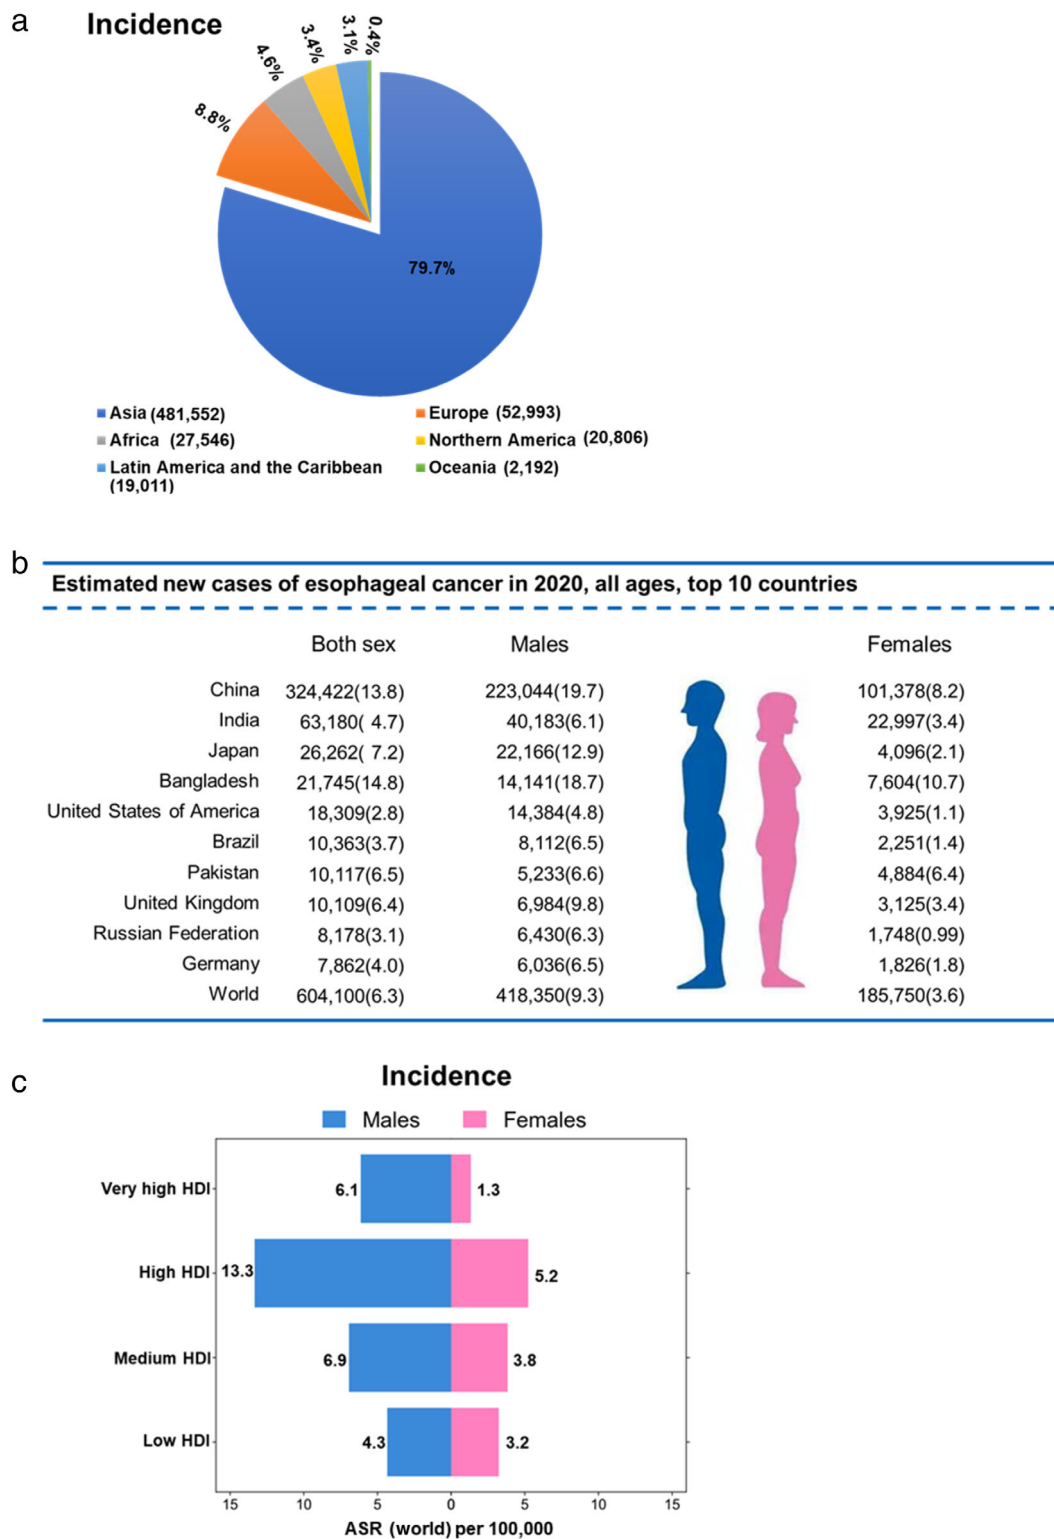 a
Incidence
8.8%
4.6%
3.4%
3.1%
0.4%
79.7%
Asia (481,552)
Europe (52,993)
Africa (27,546)
Northern America (20,806)
Latin America and the Caribbean
(19,011)
Oceania (2,192)
b
Estimated new cases of esophageal cancer in 2020, all ages, top 10 countries
Both sex Males Females
China 324,422(13.8) 223,044(19.7) 101,378(8.2)
India 63,180( 4.7) 40,183(6.1) 22,997(3.4)
Japan 26,262( 7.2) 22,166(12.9) 4,096(2.1)
Bangladesh 21,745(14.8) 14,141(18.7) 7,604(10.7)
United States of America 18,309(2.8) 14,384(4.8) 3,925(1.1)
Brazil 10,363(3.7) 8,112(6.5) 2,251(1.4)
Pakistan 10,117(6.5) 5,233(6.6) 4,884(6.4)
United Kingdom 10,109(6.4) 6,984(9.8) 3,125(3.4)
Russian Federation 8,178(3.1) 6,430(6.3) 1,748(0.99)
Germany 7,862(4.0) 6,036(6.5) 1,826(1.8)
World 604,100(6.3) 418,350(9.3) 185,750(3.6)
c
Incidence
Males Females
Very high HDI 6.1 1.3
High HDI 13.3 5.2
Medium HDI 6.9 3.8
Low HDI 4.3 3.2
15 10 5 0 5 10 15
ASR (world) per 100,000